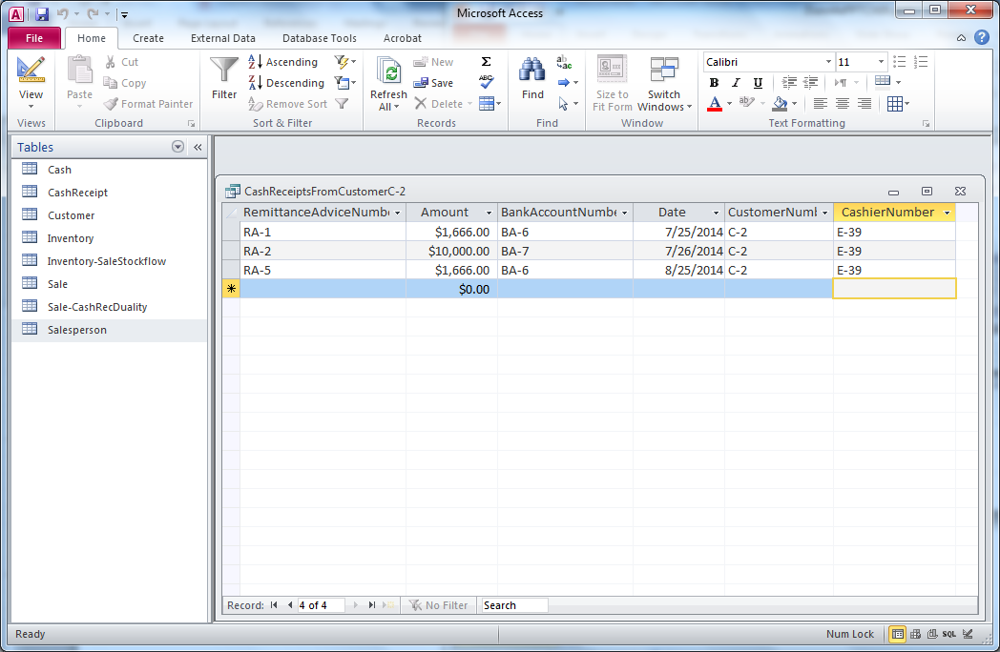 Microsoft Access
File Home Create External Data Database Tools Acrobat
View
Views
Paste
Cut
Copy
Format Painter
Clipboard
Filter
Ascending
Descending
Remove Sort
Sort & Filter
Refresh
All
New
Save
Delete
Σ
ABC
Records
Find
ab
ac
Find
Size to
Fit Form
Switch
Windows
Window
Calibri 11
B I U
A ab
Text Formatting
Tables
Cash
CashReceipt
Customer
Inventory
Inventory-SaleStockflow
Sale
Sale-CashRecDuality
Salesperson
CashReceiptsFromCustomerC-2
RemittanceAdviceNumbe Amount BankAccountNumbe Date CustomerNuml CashierNumber
RA-1 $1,666.00 BA-6 7/25/2014 C-2 E-39
RA-2 $10,000.00 BA-7 7/26/2014 C-2 E-39
RA-5 $1,666.00 BA-6 8/25/2014 C-2 E-39
* $0.00
Record: 4 of 4 No Filter Search
Ready Num Lock SQL